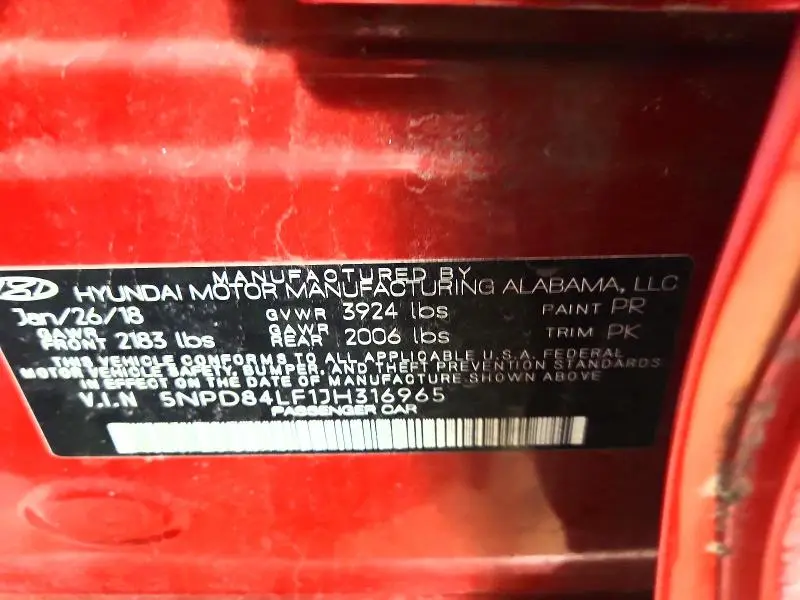 MANUFACTURED BY
HYUNDAI MOTOR MANUFACTURING ALABAMA, LLC
Jan/26/18 GVWR 3924 lbs PAINT PR
GAWR FRONT 2183 lbs GAWR REAR 2006 lbs TRIM PK
THIS VEHICLE CONFORMS TO ALL APPLICABLE U.S.A. FEDERAL
MOTOR VEHICLE SAFETY, BUMPER, AND THEFT PREVENTION STANDARDS
IN EFFECT ON THE DATE OF MANUFACTURE SHOWN ABOVE
V.I.N 5NPD84LF1JH316965
PASSENGER CAR